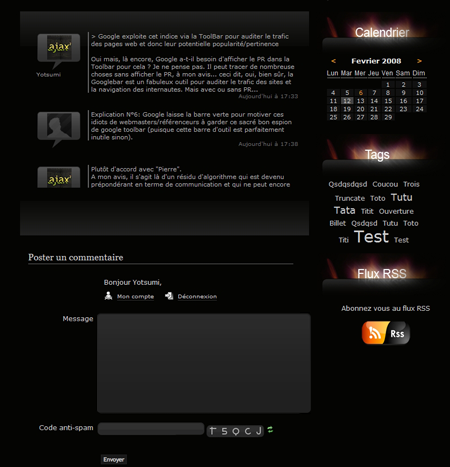 ajax'
Yotsumi
> Google exploite cet indice via la ToolBar pour auditer le trafic
des pages web et donc leur potentielle popularité/pertinence
Oui mais, là encore, Google a-t-il besoin d'afficher le PR dans la
Toolbar pour cela ? Je ne pense pas. Il peut tracer de nombreuse
choses sans afficher le PR, à mon avis... ceci dit, oui, bien sûr, la
Googlebar est un fabuleux outil pour auditer le trafic des sites et
la navigation des internautes. Mais avec ou sans PR...
Aujourd'hui à 17:33
Explication N°6: Google laisse la barre verte pour motiver ces
idiots de webmasters/référenceurs à garder ce sacré bon espion
de google toolbar (puisque cette barre d'outil est parfaitement
inutile sinon).
Aujourd'hui à 17:38
ajax'
Plutôt d'accord avec "Pierre".
A mon avis, il s'agit là d'un résidu d'algorithme qui est devenu
prépondérant en terme de communication et qui ne peut encore
Poster un commentaire
Bonjour Yotsumi,
Mon compte
Déconnexion
Message
Code anti-spam
T 5 Q C J
Envoyer
Calendrier
< Fevrier 2008 >
Lun Mar Mer Jeu Ven Sam Dim
1 2 3
4 5 6 7 8 9 10
11 12 13 14 15 16 17
18 19 20 21 22 23 24
25 26 27 28 29
Tags
Qsdqsdqsd Coucou Trois
Truncate Toto Tutu
Tata Titit Ouverture
Billet Qsdqsd Tutu Toto
Titi Test Test
Flux RSS
Abonnez vous au flux RSS
Rss